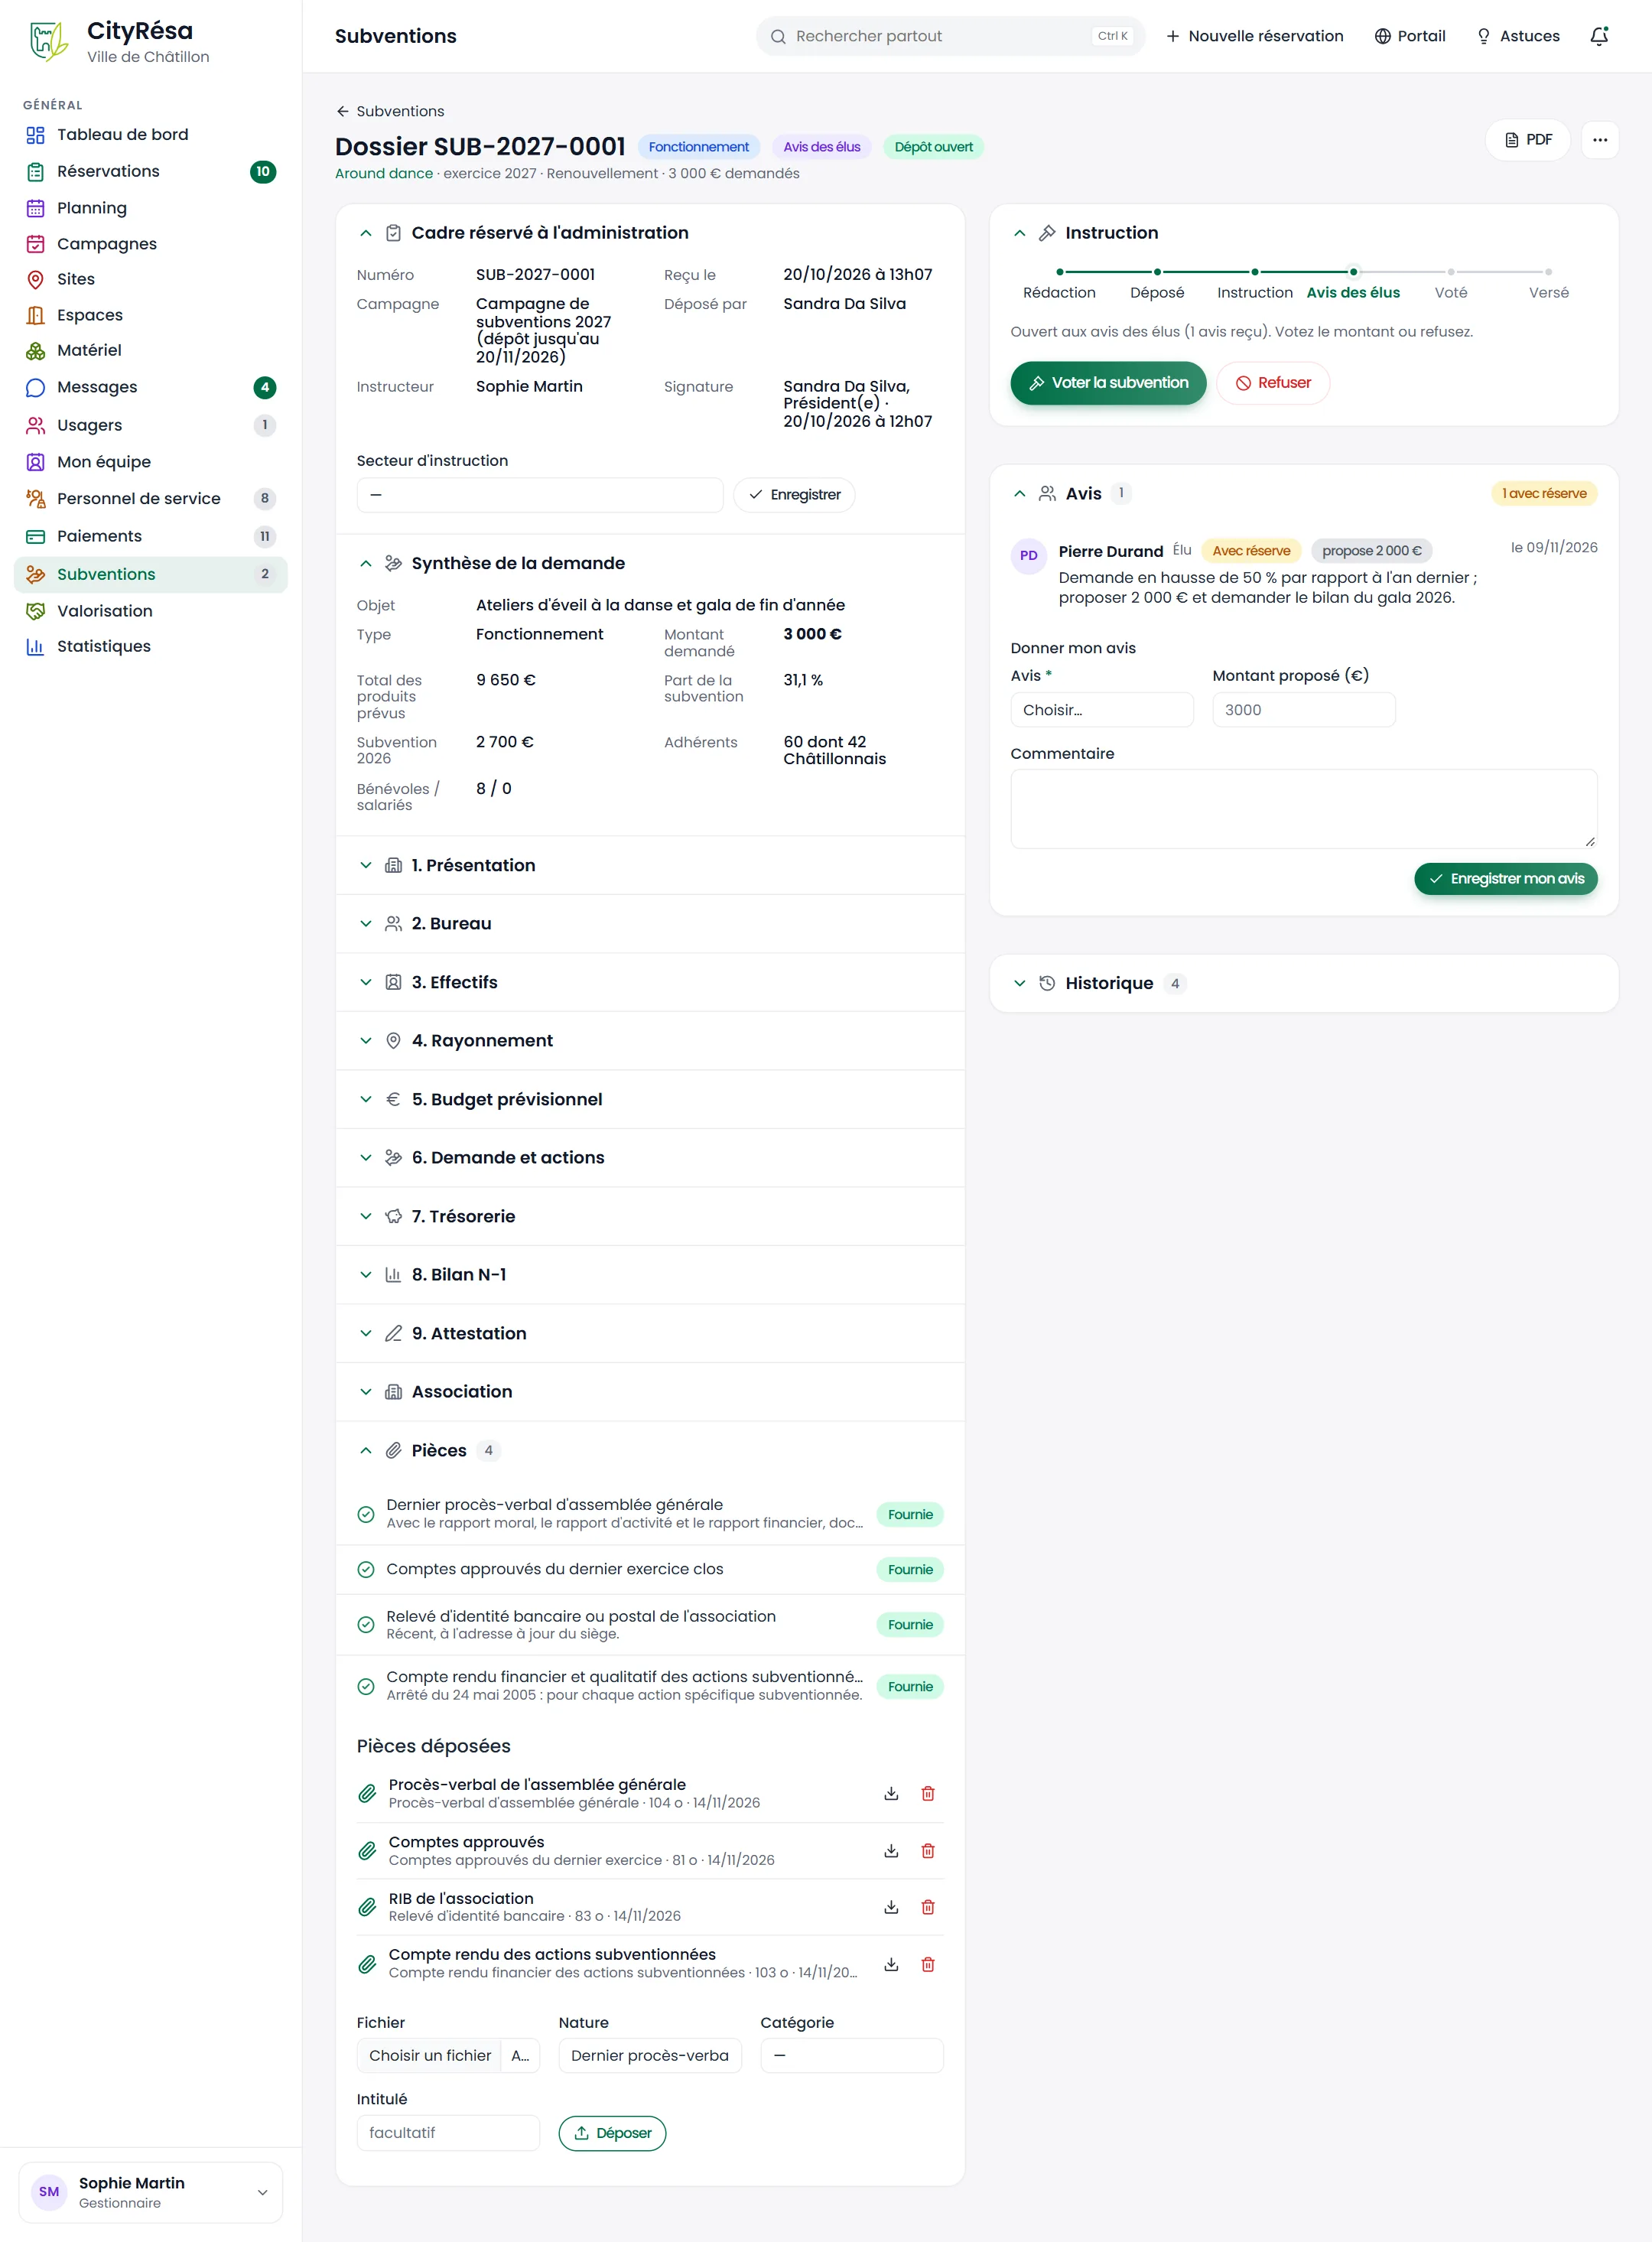 CityRésa
Ville de Châtillon
GÉNÉRAL
Tableau de bord
Réservations 10
Planning
Campagnes
Sites
Espaces
Matériel
Messages 4
Usagers 1
Mon équipe
Personnel de service 8
Paiements 11
Subventions 2
Valorisation
Statistiques
Sophie Martin
SM
Gestionnaire
Subventions
Rechercher partout Ctrl K
Nouvelle réservation
Portail
Astuces
Subventions
Dossier SUB-2027-0001 Fonctionnement Avis des élus Dépôt ouvert
Around dance · exercice 2027 · Renouvellement · 3 000 € demandés
PDF
Cadre réservé à l'administration
Numéro SUB-2027-0001 Reçu le 20/10/2026 à 13h07
Campagne Campagne de Déposé par Sandra Da Silva
subventions 2027
(dépôt jusqu'au
20/11/2026)
Instructeur Sophie Martin Signature Sandra Da Silva,
Président(e) ·
20/10/2026 à 12h07
Secteur d'instruction
— Enregistrer
Synthèse de la demande
Objet Ateliers d'éveil à la danse et gala de fin d'année
Type Fonctionnement Montant 3 000 €
demandé
Total des 9 650 € Part de la 31,1 %
produits subvention
prévus
Subvention 2 700 € Adhérents 60 dont 42
2026 Châtillonnais
Bénévoles / 8 / 0
salariés
1. Présentation
2. Bureau
3. Effectifs
4. Rayonnement
5. Budget prévisionnel
6. Demande et actions
7. Trésorerie
8. Bilan N-1
9. Attestation
Association
Pièces 4
Dernier procès-verbal d'assemblée générale Fournie
Avec le rapport moral, le rapport d'activité et le rapport financier, doc...
Comptes approuvés du dernier exercice clos Fournie
Relevé d'identité bancaire ou postal de l'association Fournie
Récent, à l'adresse à jour du siège.
Compte rendu financier et qualitatif des actions subventionné... Fournie
Arrêté du 24 mai 2005 : pour chaque action spécifique subventionnée.
Pièces déposées
Procès-verbal de l'assemblée générale
Procès-verbal d'assemblée générale · 104 o · 14/11/2026
Comptes approuvés
Comptes approuvés du dernier exercice · 81 o · 14/11/2026
RIB de l'association
Relevé d'identité bancaire · 83 o · 14/11/2026
Compte rendu des actions subventionnées
Compte rendu financier des actions subventionnées · 103 o · 14/11/20...
Fichier Nature Catégorie
Choisir un fichier A... Dernier procès-verba —
Intitulé
facultatif Déposer
Instruction
Rédaction Déposé Instruction Avis des élus Voté Versé
Ouvert aux avis des élus (1 avis reçu). Votez le montant ou refusez.
Voter la subvention Refuser
Avis 1 1 avec réserve
PD Pierre Durand Élu Avec réserve propose 2 000 € le 09/11/2026
Demande en hausse de 50 % par rapport à l'an dernier ;
proposer 2 000 € et demander le bilan du gala 2026.
Donner mon avis
Avis * Montant proposé (€)
Choisir... 3000
Commentaire
Enregistrer mon avis
Historique 4